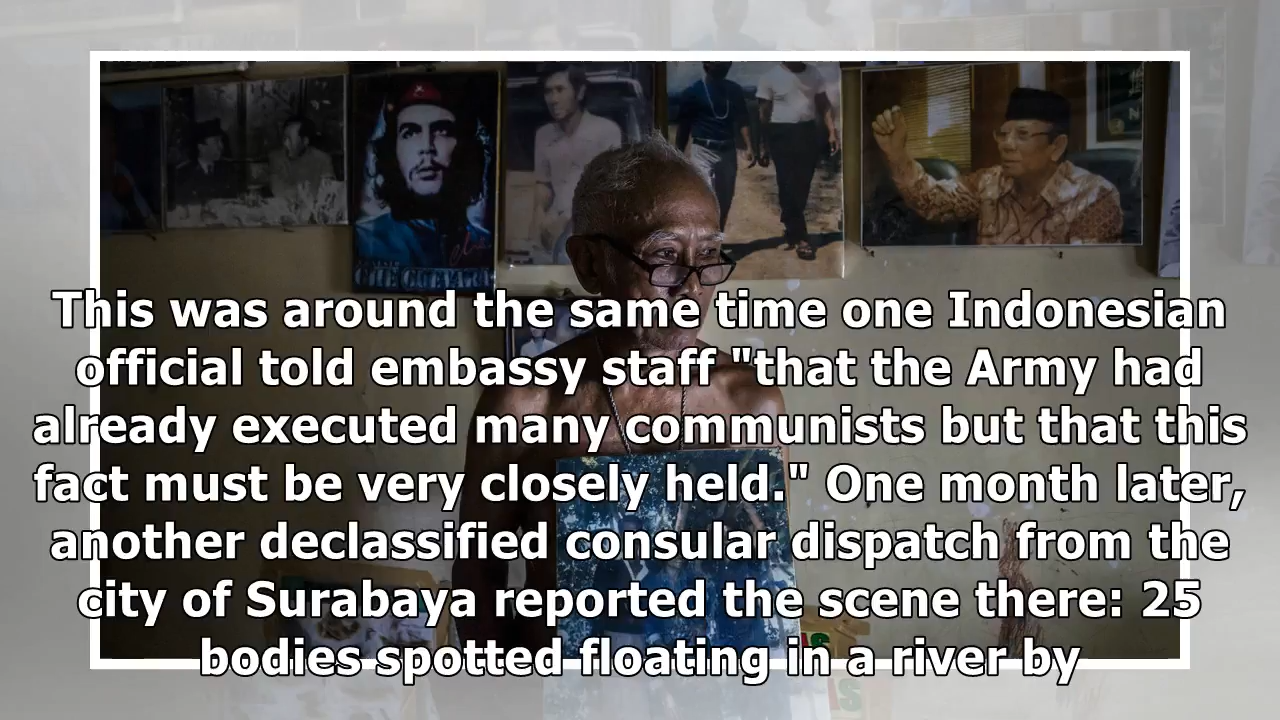 This was around the same time one Indonesian
official told embassy staff "that the Army had
already executed many communists but that this
fact must be very closely held." One month later,
another declassified consular dispatch from the
city of Surabaya reported the scene there: 25
bodies spotted floating in a river by